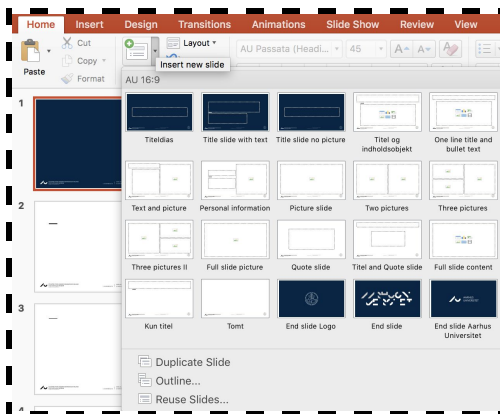 Home Insert Design Transitions Animations Slide Show Review View
Cut
Layout
AU Passata (Headi... 45 A A
Insert new slide
Copy
Paste
Format
AU 16:9
1
Titeldias Title slide with text Title slide no picture Titel og indholdsobjekt One line title and bullet text
2
Text and picture Personal information Picture slide Two pictures Three pictures
Three pictures II Full slide picture Quote slide Titel and Quote slide Full slide content
3
Kun titel Tomt End slide Logo End slide End slide Aarhus Universitet
Duplicate Slide
Outline...
Reuse Slides...
4